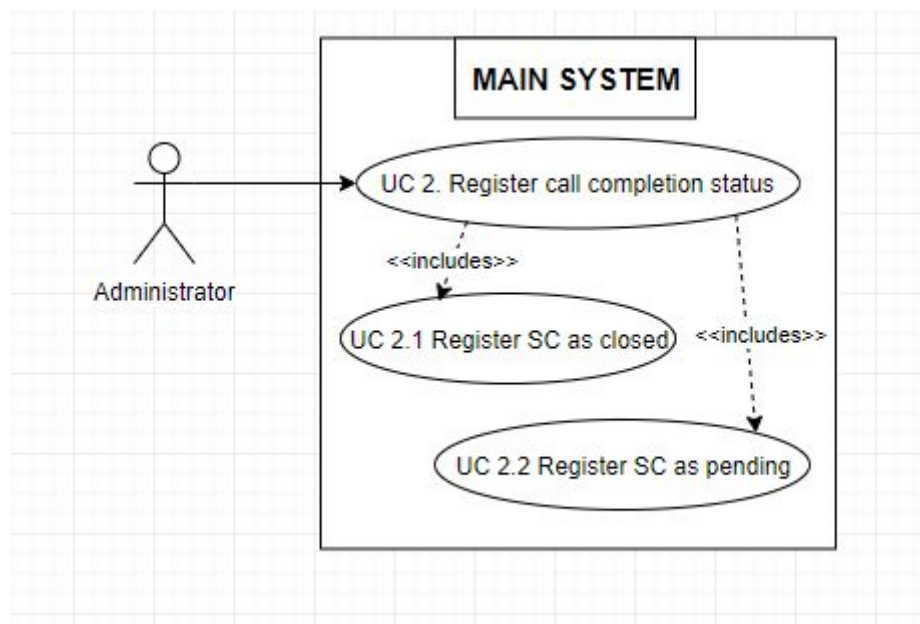 MAIN SYSTEM
UC 2. Register call completion status
<<includes>>
Administrator
UC 2.1 Register SC as closed
<<includes>>
UC 2.2 Register SC as pending